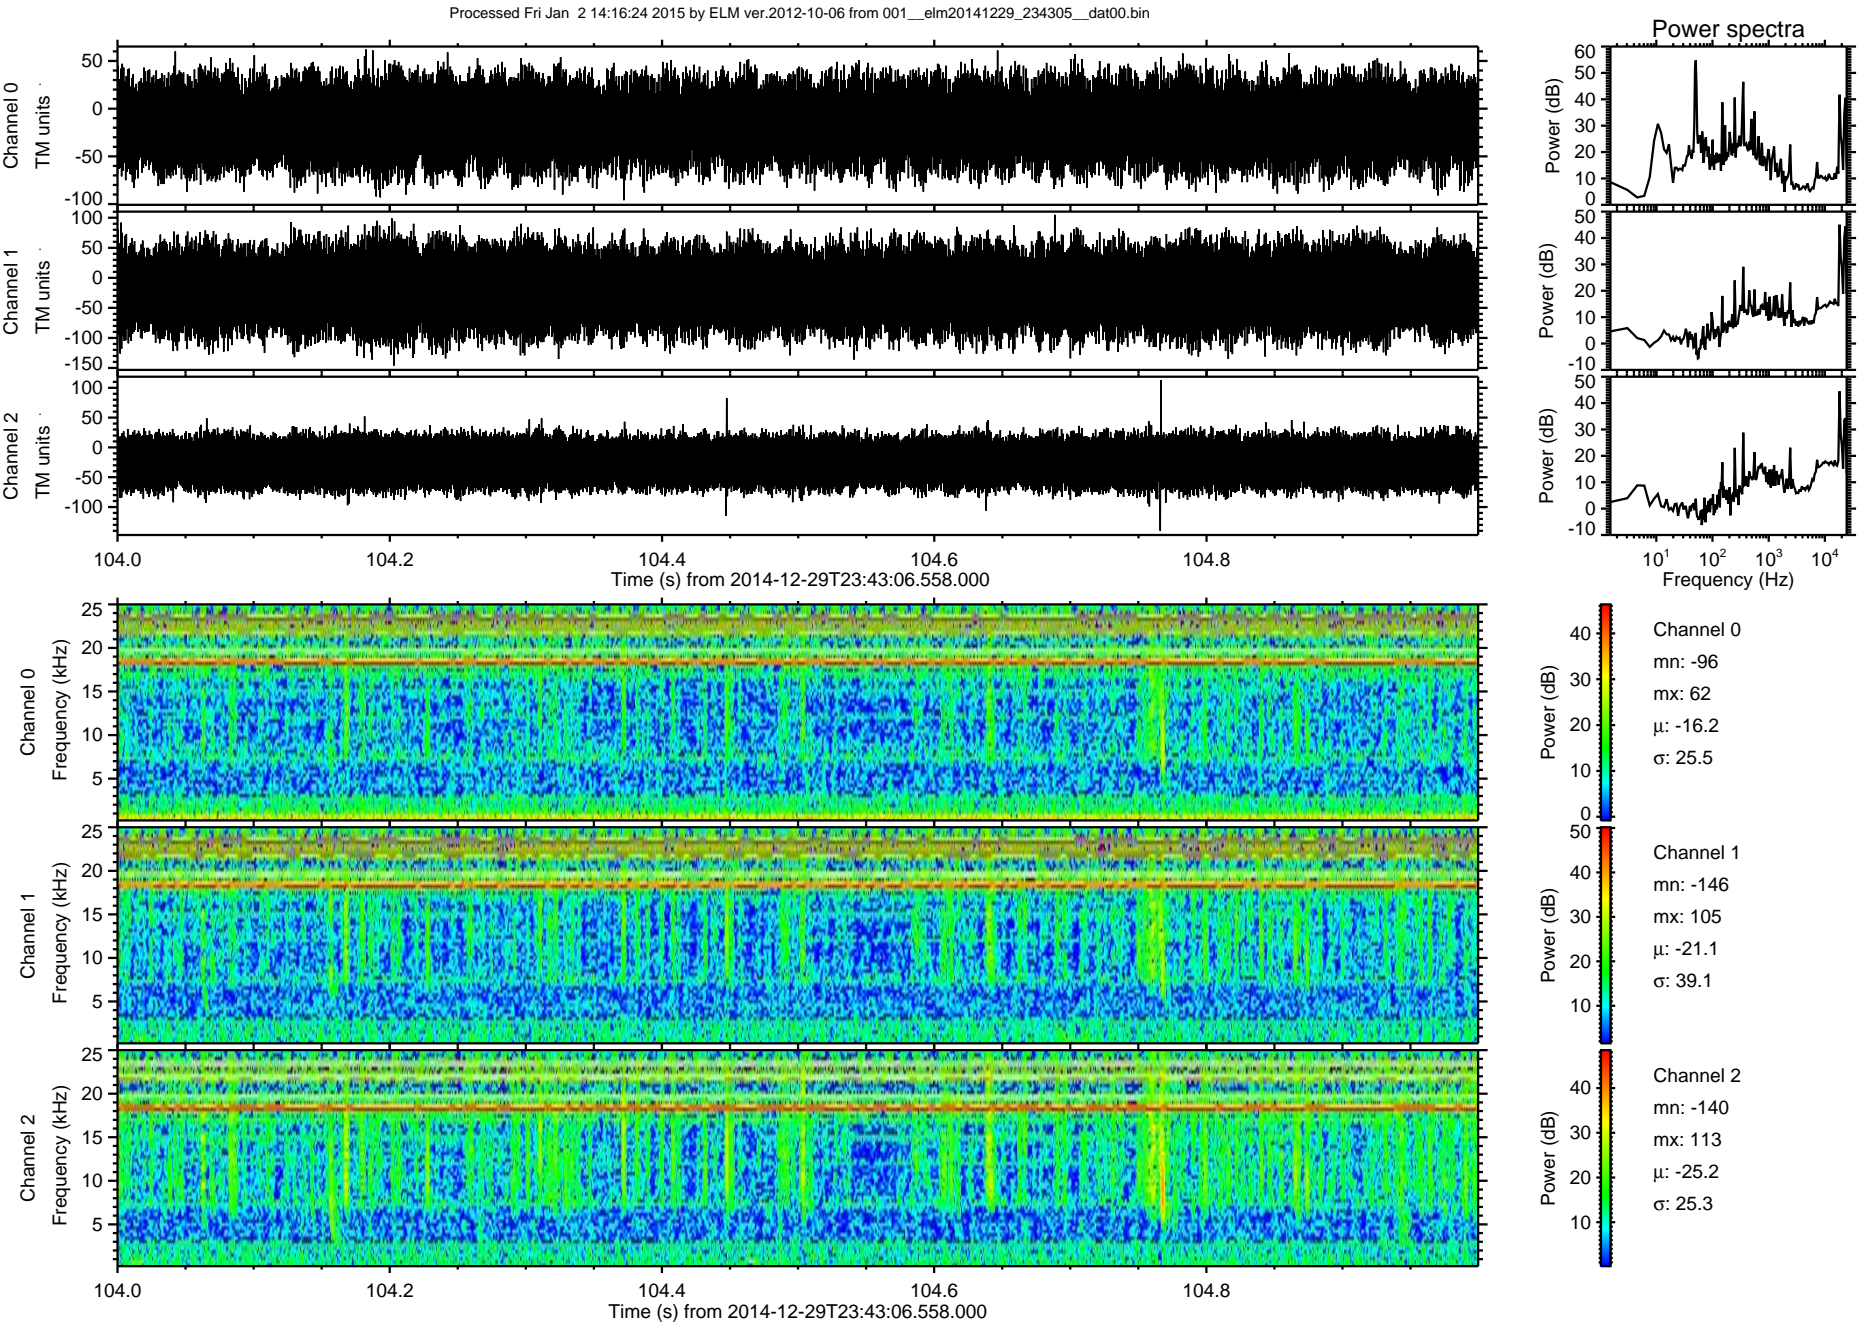 Processed Fri Jan  2 14:16:24 2015 by ELM ver.2012-10-06 from 001__elm20141229_234305__dat00.bin
Power spectra
Channel 0
TM units
50
0
-50
-100
Power (dB)
60
50
40
30
20
10
0
Channel 1
TM units
100
50
0
-50
-100
-150
Power (dB)
50
40
30
20
10
0
-10
Channel 2
TM units
100
50
0
-50
-100
Power (dB)
50
40
30
20
10
0
-10
104.0 104.2 104.4 104.6 104.8
Time (s) from 2014-12-29T23:43:06.558.000
10^1 10^2 10^3 10^4
Frequency (Hz)
Channel 0
Frequency (kHz)
25
20
15
10
5
Power (dB)
40
30
20
10
0
Channel 0
mn: -96
mx: 62
μ: -16.2
σ: 25.5
Channel 1
Frequency (kHz)
25
20
15
10
5
Power (dB)
50
40
30
20
10
Channel 1
mn: -146
mx: 105
μ: -21.1
σ: 39.1
Channel 2
Frequency (kHz)
25
20
15
10
5
Power (dB)
40
30
20
10
Channel 2
mn: -140
mx: 113
μ: -25.2
σ: 25.3
104.0 104.2 104.4 104.6 104.8
Time (s) from 2014-12-29T23:43:06.558.000